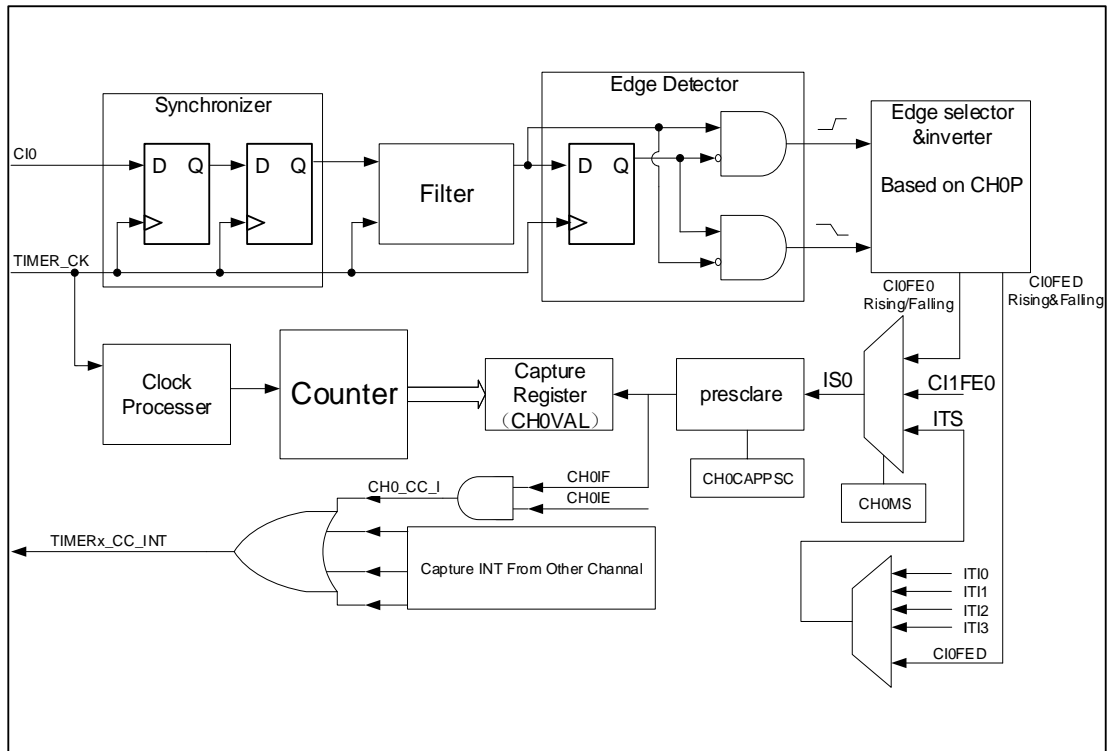 Synchronizer
Edge Detector
Edge selector
&inverter
Based on CH0P
CI0
D Q
D Q
Filter
D Q
TIMER_CK
CI0FE0
Rising/Falling
CI0FED
Rising&Falling
Clock
Processer
Counter
Capture
Register
（CH0VAL）
presclare
IS0
CI1FE0
ITS
CH0CAPPSC
CH0MS
CH0_CC_I
CH0IF
CH0IE
TIMERx_CC_INT
Capture INT From Other Channal
ITI0
ITI1
ITI2
ITI3
CI0FED